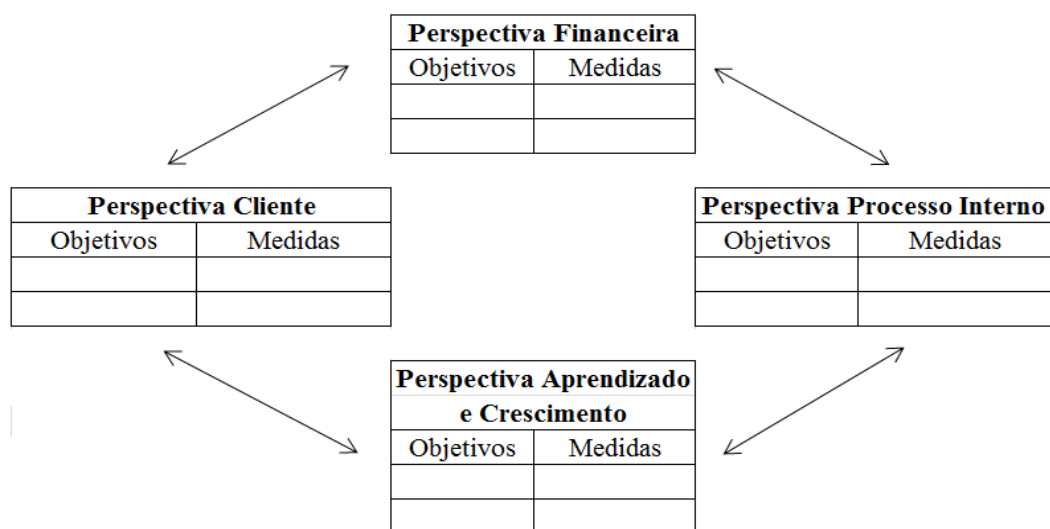 Perspectiva Financeira
Objetivos Medidas
Perspectiva Cliente
Objetivos Medidas
Perspectiva Processo Interno
Objetivos Medidas
Perspectiva Aprendizado
e Crescimento
Objetivos Medidas